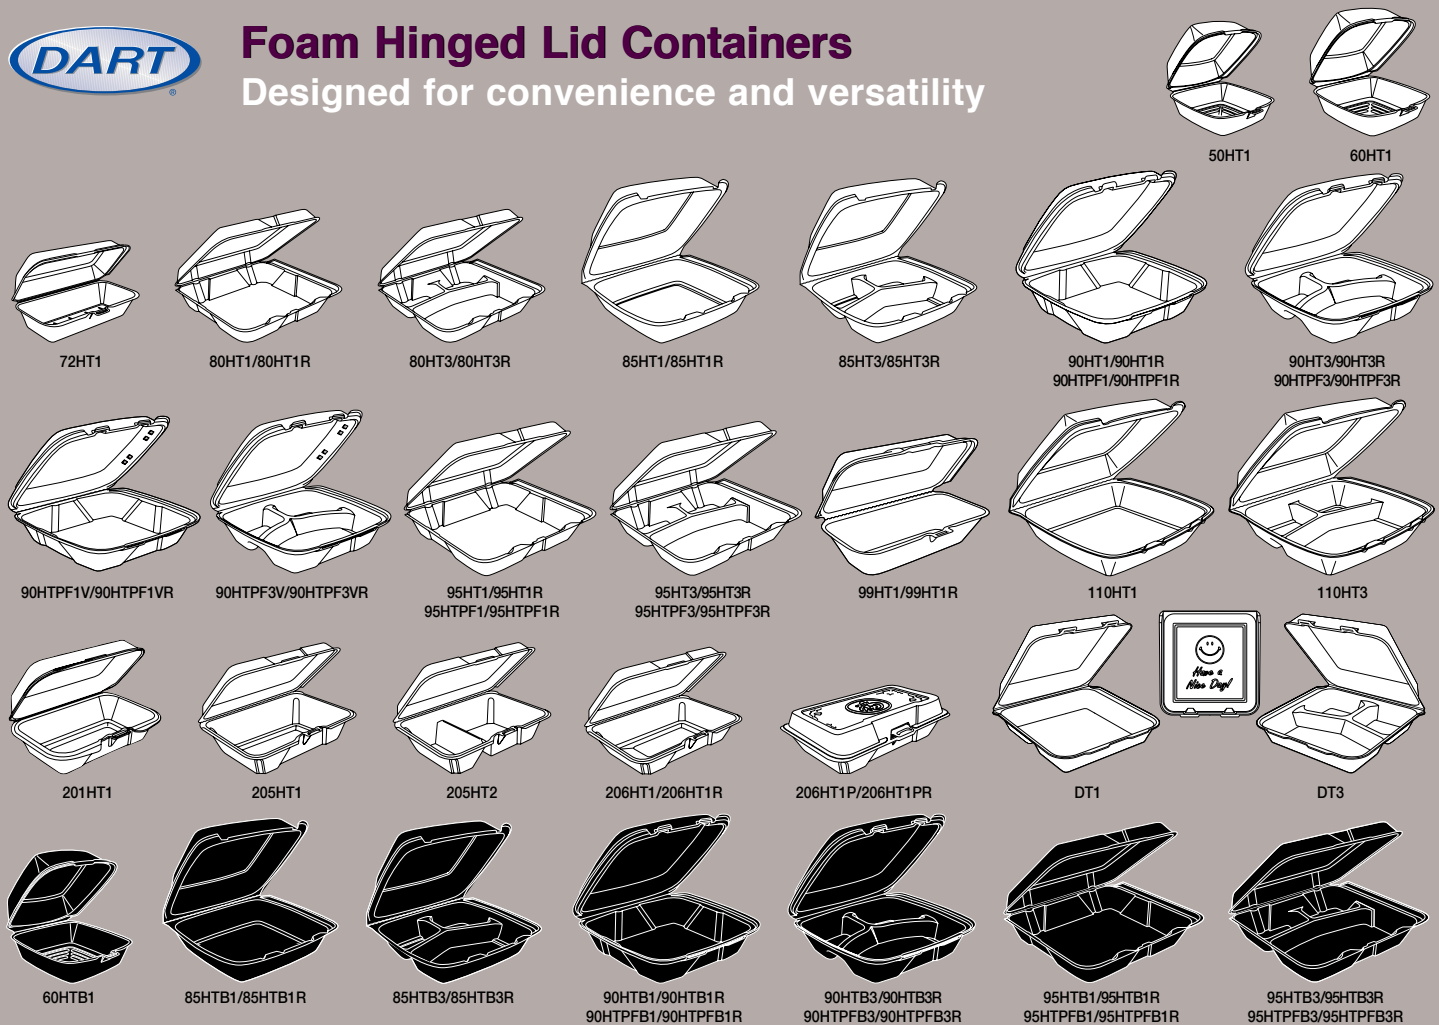 DART
®
Foam Hinged Lid Containers
Designed for convenience and versatility
50HT1
60HT1
72HT1
80HT1/80HT1R
80HT3/80HT3R
85HT1/85HT1R
85HT3/85HT3R
90HT1/90HT1R
90HTPF1/90HTPF1R
90HT3/90HT3R
90HTPF3/90HTPF3R
90HTPF1V/90HTPF1VR
90HTPF3V/90HTPF3VR
95HT1/95HT1R
95HTPF1/95HTPF1R
95HT3/95HT3R
95HTPF3/95HTPF3R
99HT1/99HT1R
110HT1
110HT3
Have a
Nice Day!
201HT1
205HT1
205HT2
206HT1/206HT1R
206HT1P/206HT1PR
DT1
DT3
60HTB1
85HTB1/85HTB1R
85HTB3/85HTB3R
90HTB1/90HTB1R
90HTPFB1/90HTPFB1R
90HTB3/90HTB3R
90HTPFB3/90HTPFB3R
95HTB1/95HTB1R
95HTPFB1/95HTPFB1R
95HTB3/95HTB3R
95HTPFB3/95HTPFB3R